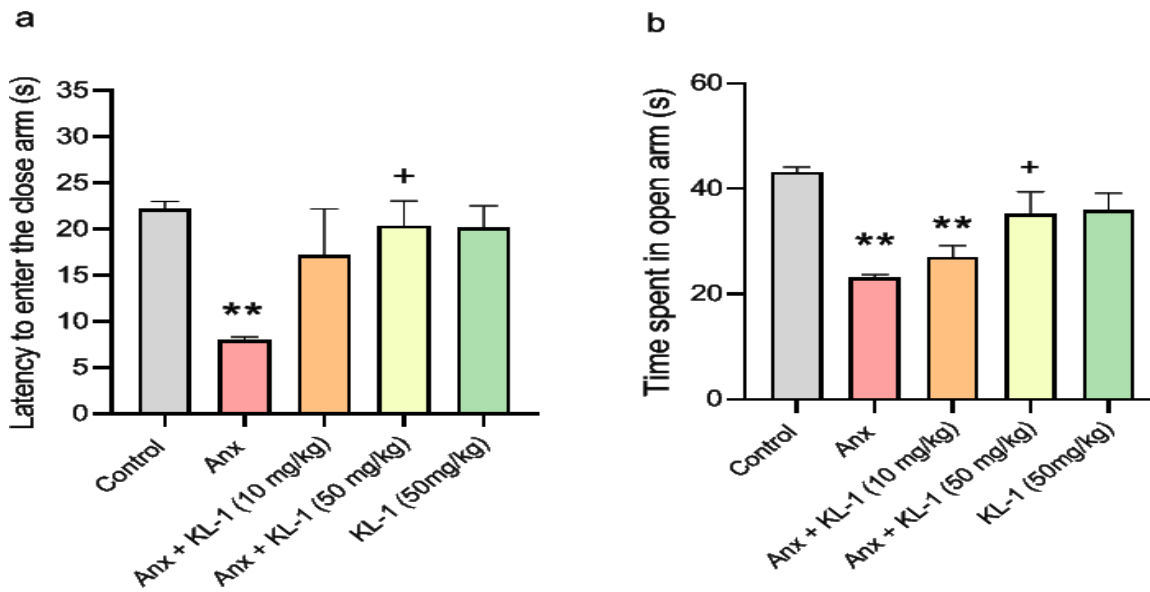 a
Latency to enter the close arm (s)
35
30
25
20
15
10
5
0
**
+
Control
Anx
Anx + KL-1 (10 mg/kg)
Anx + KL-1 (50 mg/kg)
KL-1 (50mg/kg)
b
Time spent in open arm (s)
60
40
20
0
**
**
+
Control
Anx
Anx + KL-1 (10 mg/kg)
Anx + KL-1 (50 mg/kg)
KL-1 (50mg/kg)